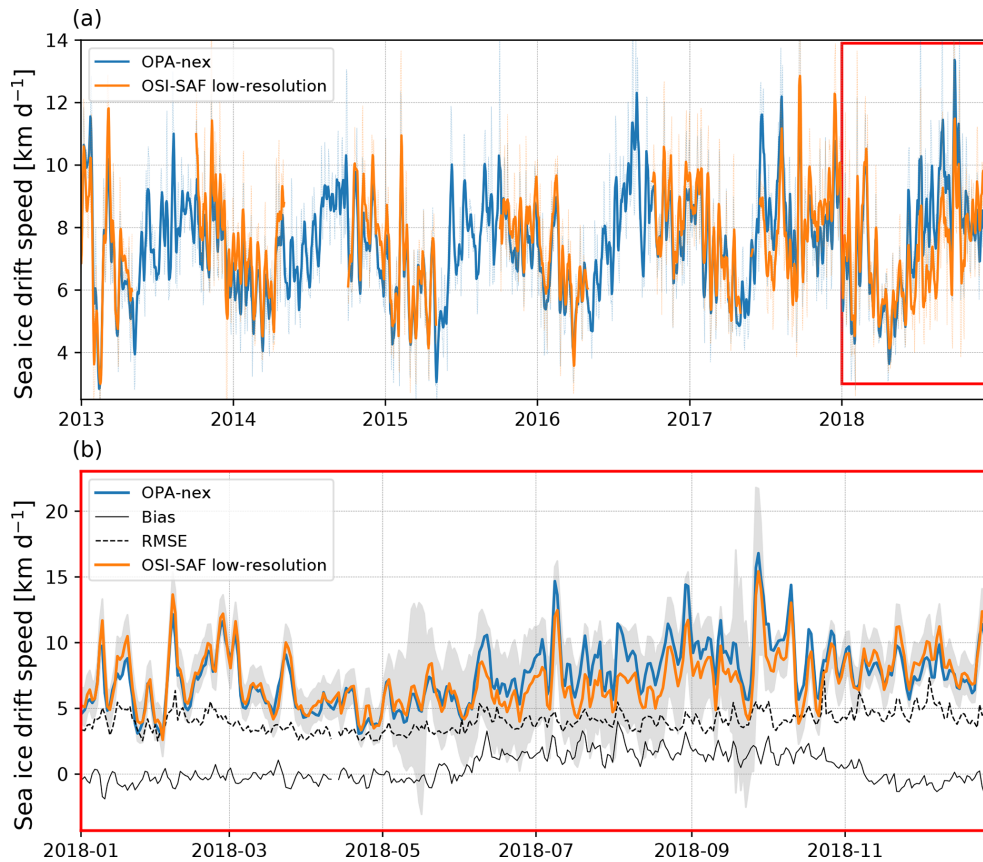 (a)
Sea ice drift speed [km d⁻¹]
14
12
10
8
6
4
OPA-nex
OSI-SAF low-resolution
2013
2014
2015
2016
2017
2018
(b)
Sea ice drift speed [km d⁻¹]
20
15
10
5
0
OPA-nex
Bias
RMSE
OSI-SAF low-resolution
2018-01
2018-03
2018-05
2018-07
2018-09
2018-11